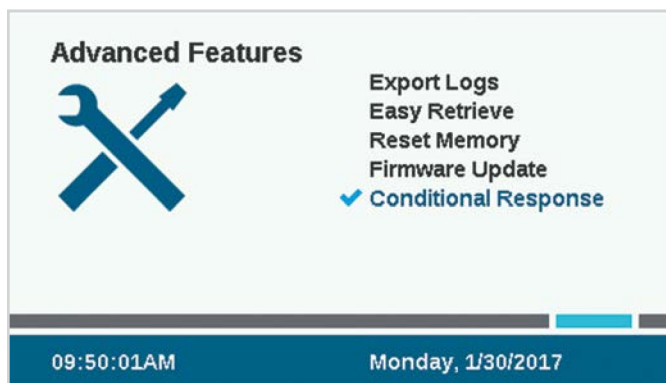 Advanced Features
Export Logs
Easy Retrieve
Reset Memory
Firmware Update
Conditional Response
09:50:01AM Monday, 1/30/2017